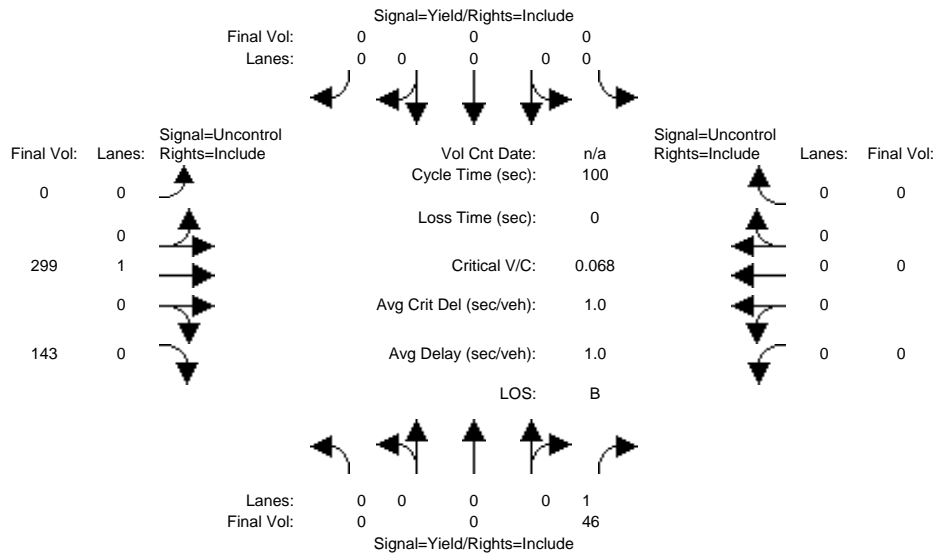 Signal=Yield/Rights=Include
Final Vol: 0 0 0
Lanes: 0 0 0 0 0
Signal=Uncontrol Signal=Uncontrol
Final Vol: Lanes: Rights=Include Vol Cnt Date: n/a Rights=Include Lanes: Final Vol:
Cycle Time (sec): 100
0 0 0 0
Loss Time (sec): 0
0 0
299 1 Critical V/C: 0.068 0 0
0 Avg Crit Del (sec/veh): 1.0 0
143 0 Avg Delay (sec/veh): 1.0 0 0
LOS: B
Lanes: 0 0 0 0 1
Final Vol: 0 0 46
Signal=Yield/Rights=Include